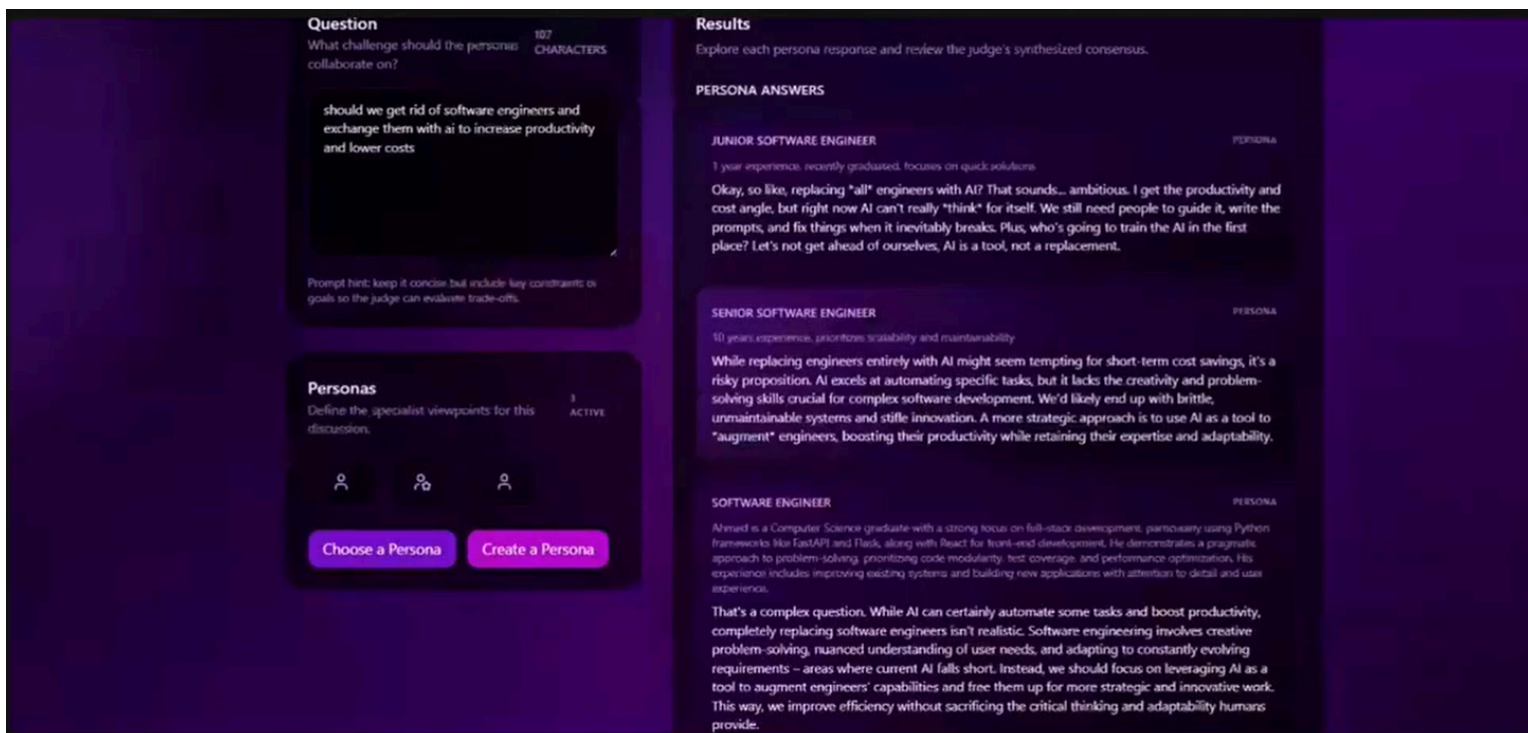 Question
What challenge should the personas
collaborate on?
107
CHARACTERS
should we get rid of software engineers and
exchange them with ai to increase productivity
and lower costs
Prompt hint: keep it concise but include key constraints or
goals so the judge can evaluate trade-offs.
Personas
Define the specialist viewpoints for this
discussion.
3
ACTIVE
Choose a Persona
Create a Persona
Results
Explore each persona response and review the judge's synthesized consensus.
PERSONA ANSWERS
JUNIOR SOFTWARE ENGINEER
PERSONA
1 year experience, recently graduated, focuses on quick solutions
Okay, so like, replacing *all* engineers with AI? That sounds... ambitious. I get the productivity and
cost angle, but right now AI can't really *think* for itself. We still need people to guide it, write the
prompts, and fix things when it inevitably breaks. Plus, who's going to train the AI in the first
place? Let's not get ahead of ourselves, AI is a tool, not a replacement.
SENIOR SOFTWARE ENGINEER
PERSONA
10 years experience, prioritizes scalability and maintainability
While replacing engineers entirely with AI might seem tempting for short-term cost savings, it's a
risky proposition. AI excels at automating specific tasks, but it lacks the creativity and problem-
solving skills crucial for complex software development. We'd likely end up with brittle,
unmaintainable systems and stifle innovation. A more strategic approach is to use AI as a tool to
*augment* engineers, boosting their productivity while retaining their expertise and adaptability.
SOFTWARE ENGINEER
PERSONA
Ahmed is a Computer Science graduate with a strong focus on full-stack development, particularly using Python
frameworks like FastAPI and Flask, along with React for front-end development. He demonstrates a pragmatic
approach to problem-solving, prioritizing code modularity, test coverage, and performance optimization. His
experience includes improving existing systems and building new applications with attention to detail and user
experience.
That's a complex question. While AI can certainly automate some tasks and boost productivity,
completely replacing software engineers isn't realistic. Software engineering involves creative
problem-solving, nuanced understanding of user needs, and adapting to constantly evolving
requirements – areas where current AI falls short. Instead, we should focus on leveraging AI as a
tool to augment engineers' capabilities and free them up for more strategic and innovative work.
This way, we improve efficiency without sacrificing the critical thinking and adaptability humans
provide.